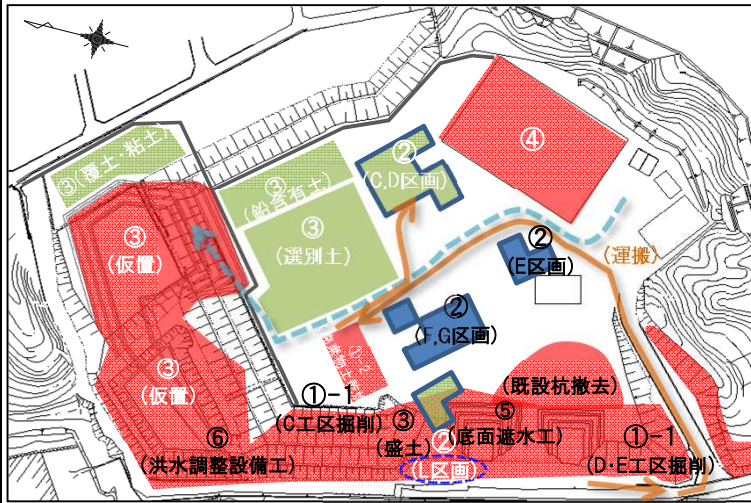 ③(覆土・粘土)
③
(鉛含有土)
②
(C,D区画)
④
③
(仮置)
③
(選別土)
②
(E区画)
(運搬)
②
(F,G区画)
①-2
③
(仮置)
①-1
(C工区掘削)
(既設杭撤去)
③
(盛土)
⑤
(底面遮水工)
①-1
(D・E工区掘削)
⑥
(洪水調整設備工)
②
(L区画)